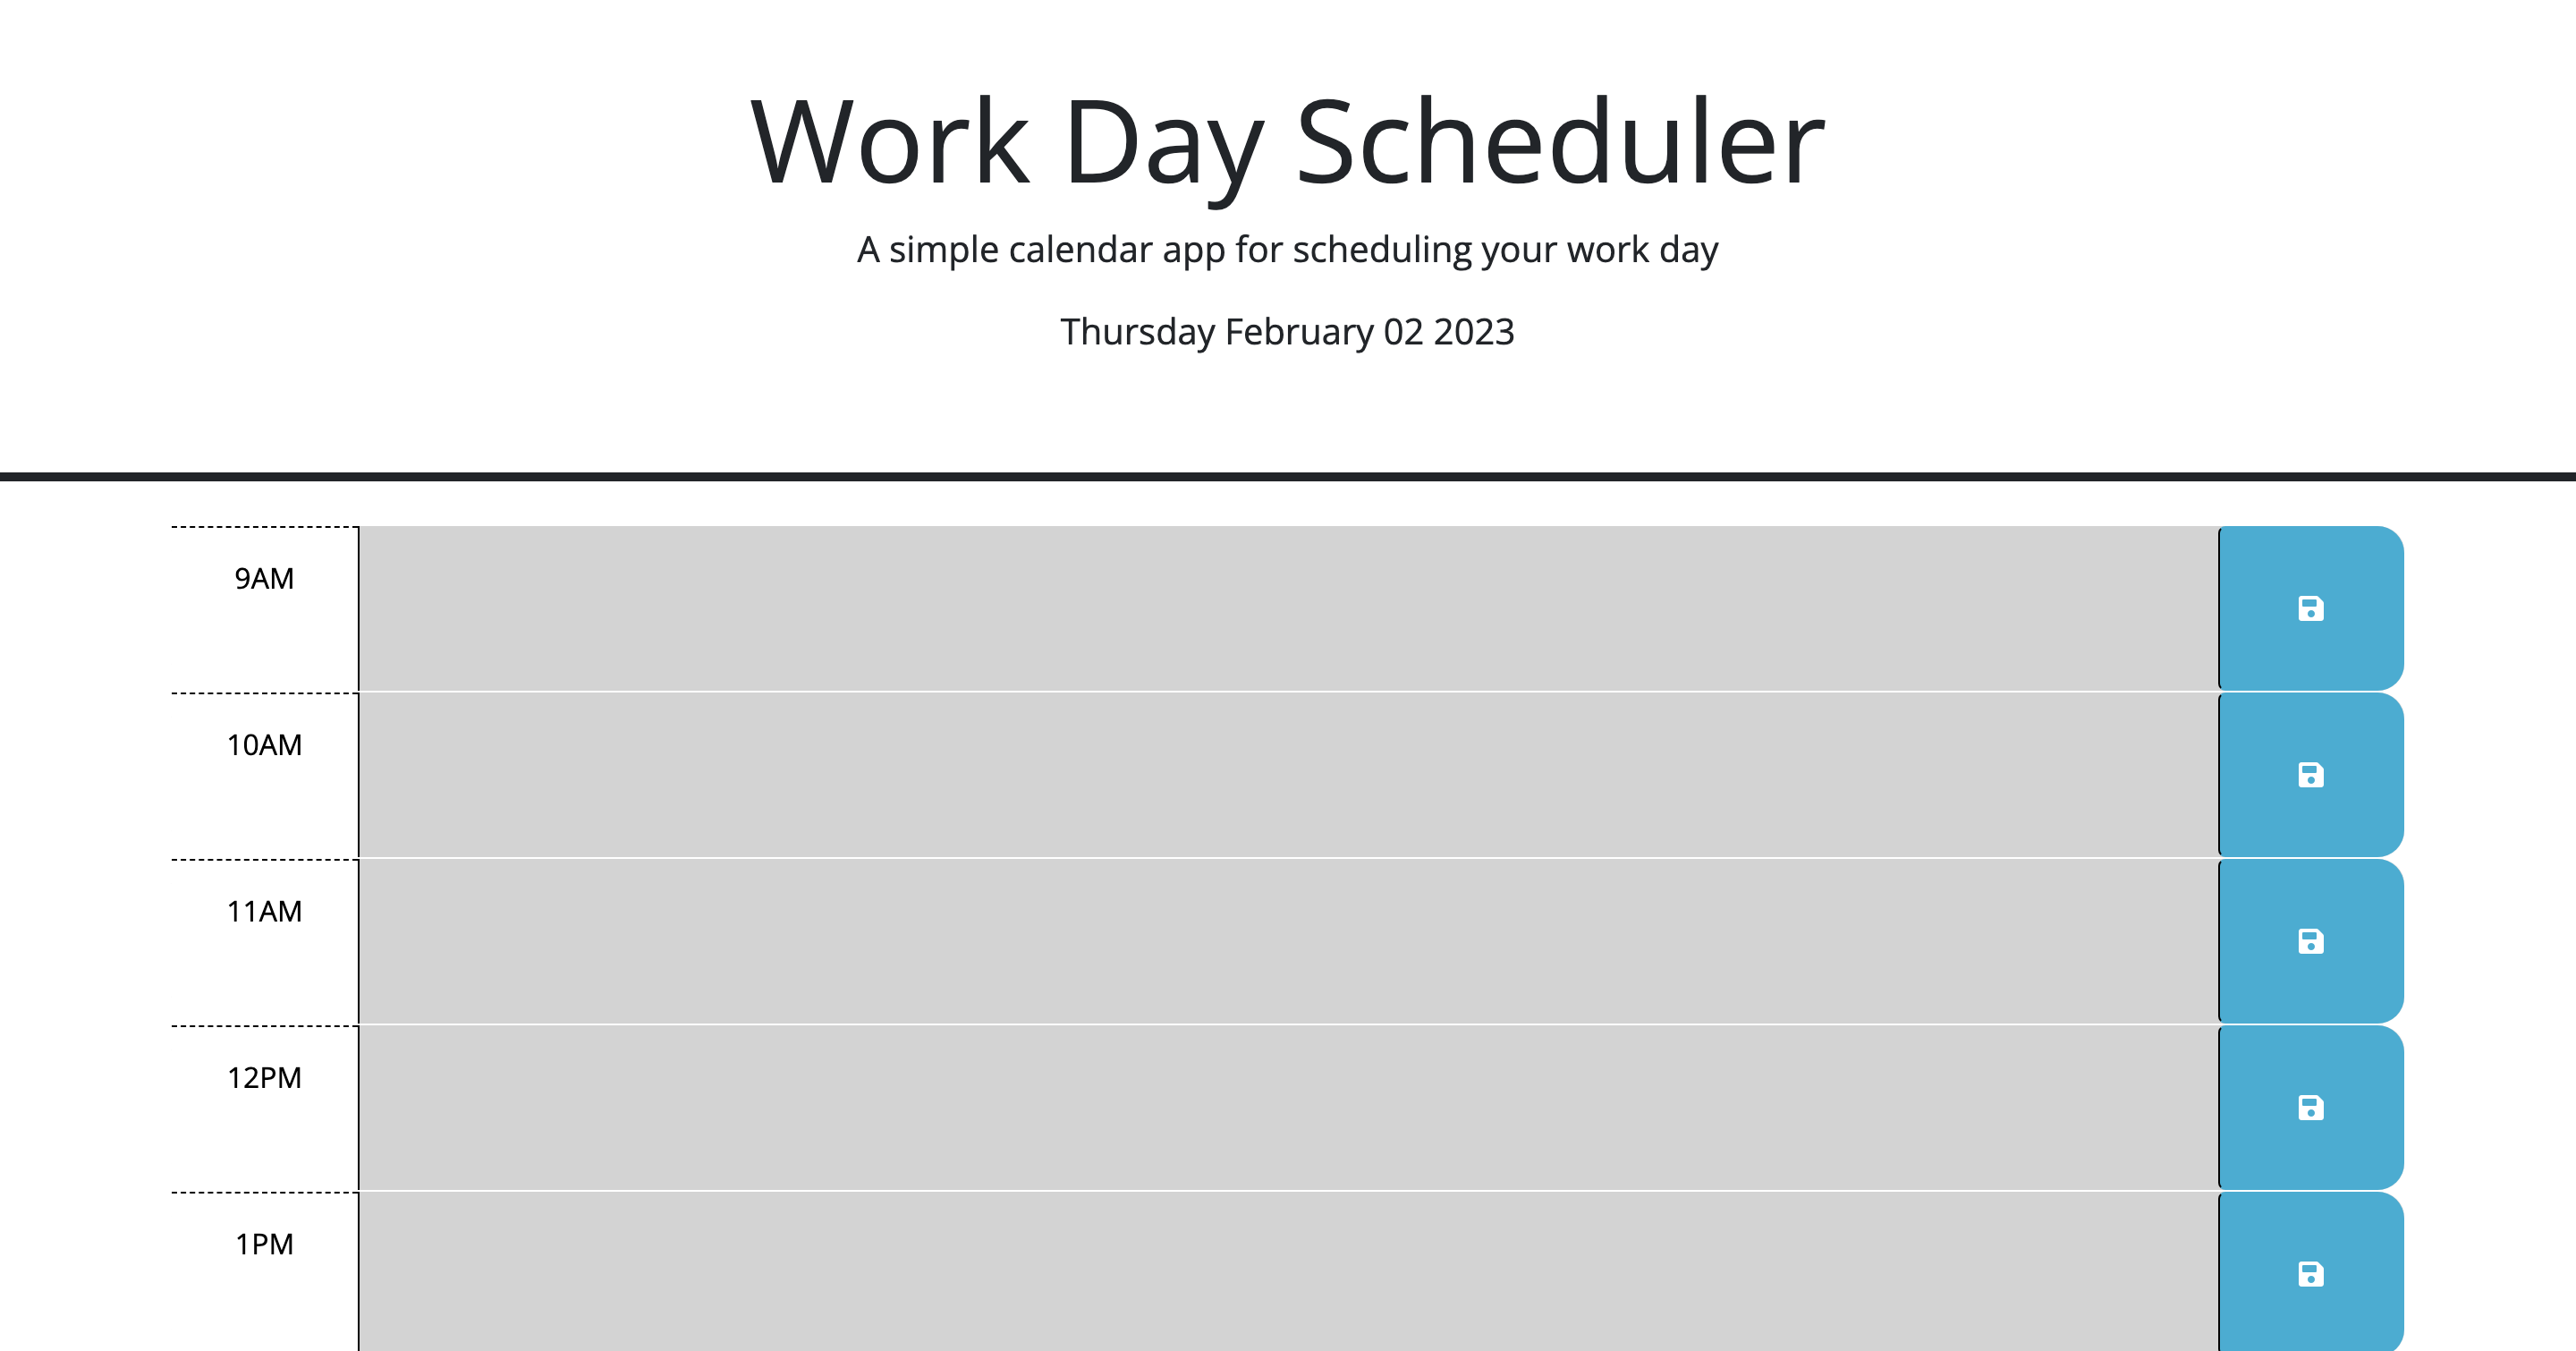 Work Day Scheduler
A simple calendar app for scheduling your work day
Thursday February 02 2023
9AM
10AM
11AM
12PM
1PM